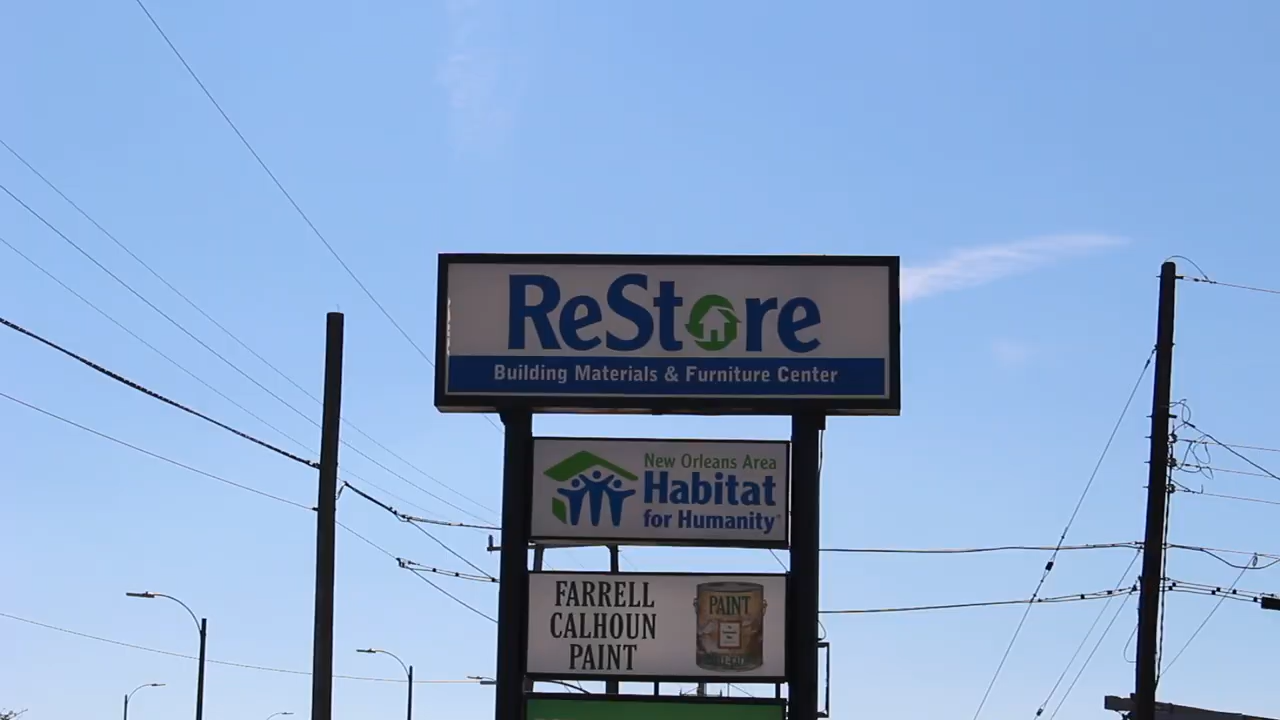 ReStore
Building Materials & Furniture Center
New Orleans Area
Habitat
for Humanity®
FARRELL
CALHOUN
PAINT
PAINT